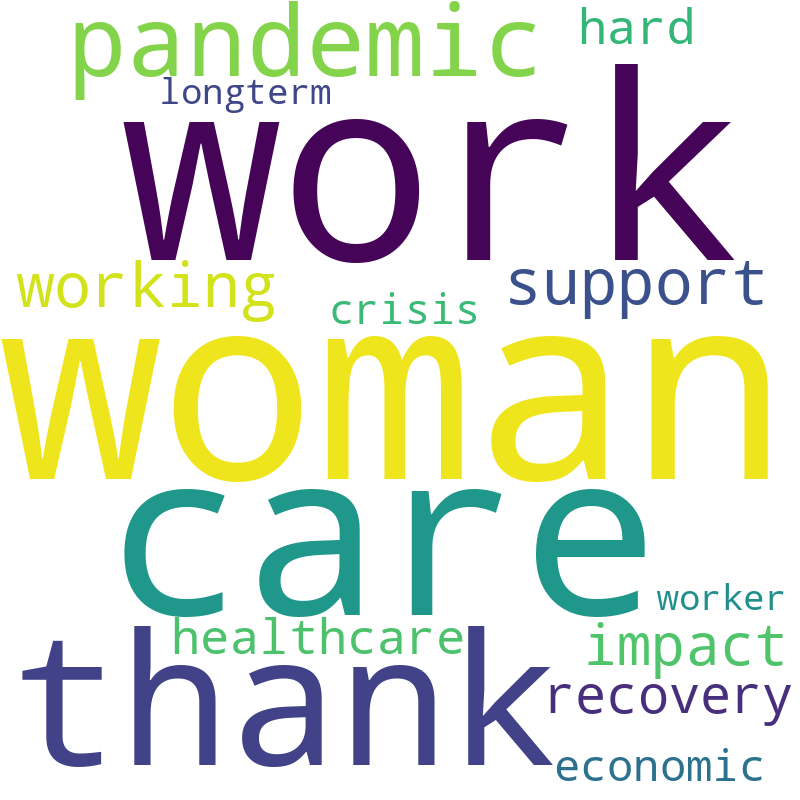 pandemic
hard
longterm
work
working
support
crisis
woman
care
worker
healthcare
thank
impact
recovery
economic